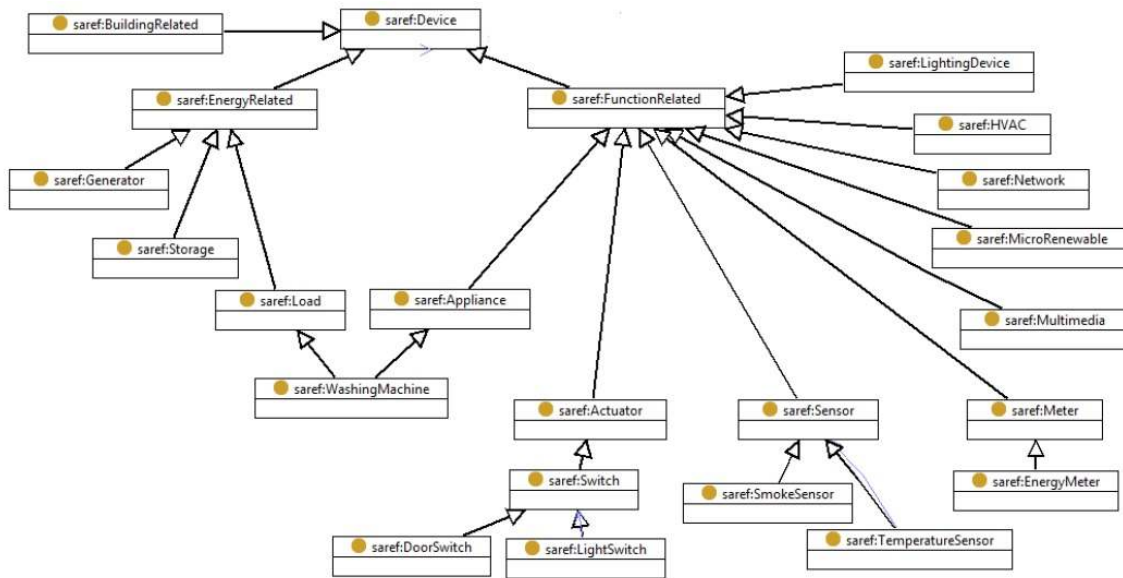 saref:Device
saref:BuildingRelated
saref:LightingDevice
saref:EnergyRelated
saref:FunctionRelated
saref:HVAC
saref:Generator
saref:Network
saref:Storage
saref:MicroRenewable
saref:Load
saref:Appliance
saref:Multimedia
saref:WashingMachine
saref:Actuator
saref:Sensor
saref:Meter
saref:Switch
saref:SmokeSensor
saref:EnergyMeter
saref:DoorSwitch
saref:LightSwitch
saref:TemperatureSensor